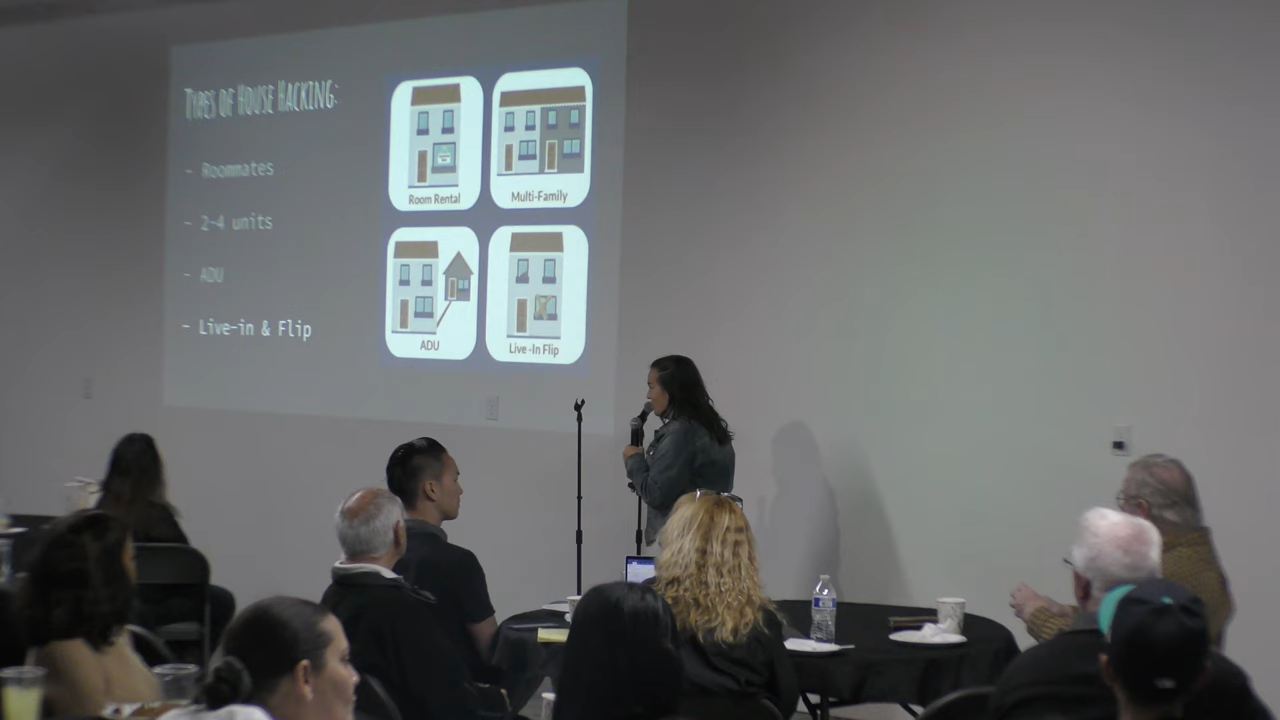 TYPES OF HOUSE HACKING:
- Roommates
- 2-4 units
- ADU
- Live-in & Flip
Room Rental
Multi-Family
ADU
Live-In Flip